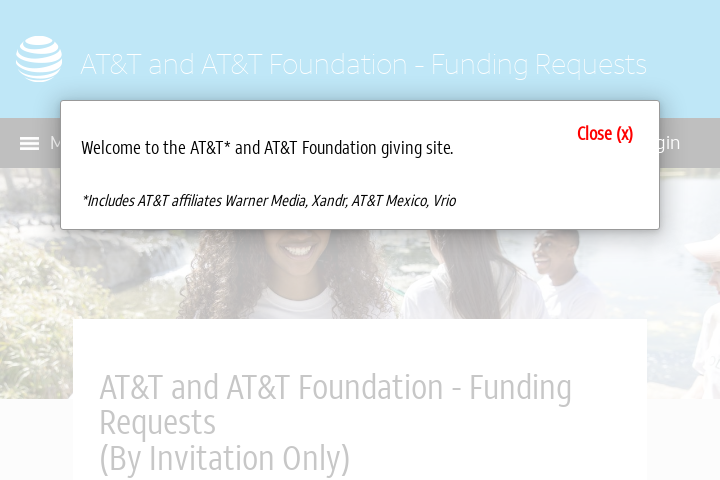 AT&T and AT&T Foundation - Funding Requests
Close (x)
Welcome to the AT&T* and AT&T Foundation giving site.
*Includes AT&T affiliates Warner Media, Xandr, AT&T Mexico, Vrio
AT&T and AT&T Foundation - Funding
Requests
(By Invitation Only)